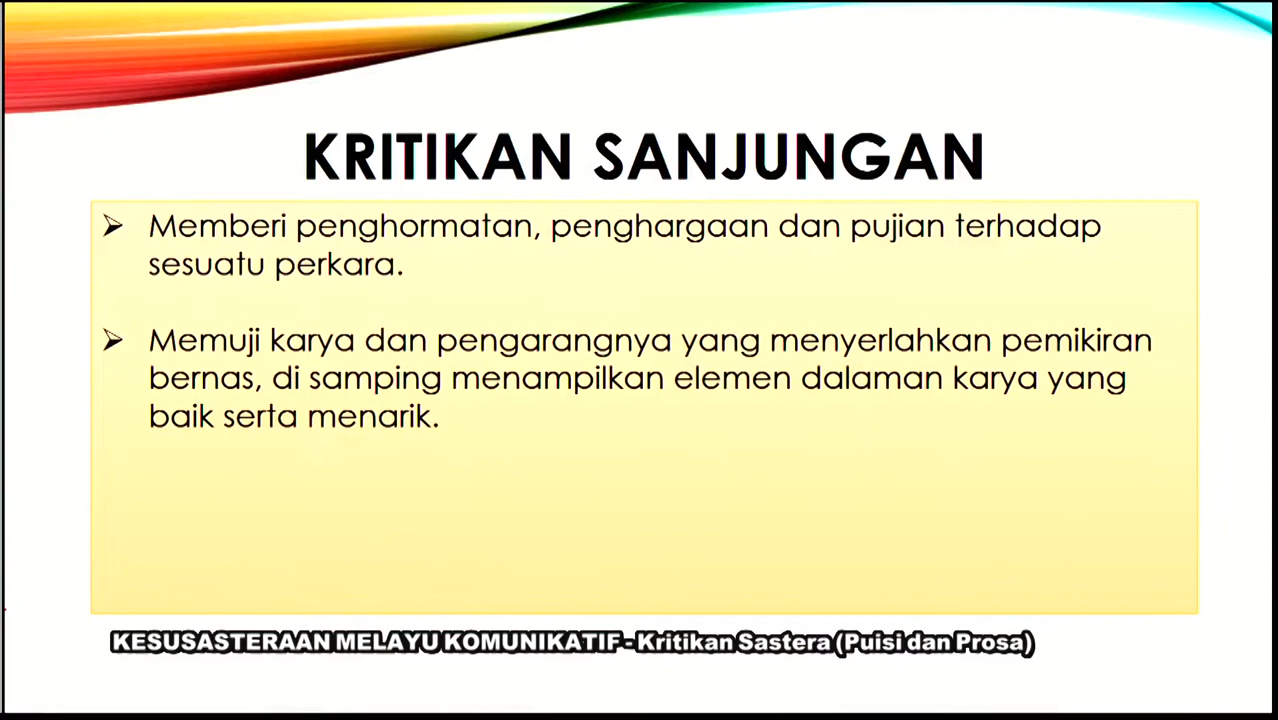 KRITIKAN SANJUNGAN
➢ Memberi penghormatan, penghargaan dan pujian terhadap
sesuatu perkara.
➢ Memuji karya dan pengarangnya yang menyerlahkan pemikiran
bernas, di samping menampilkan elemen dalaman karya yang
baik serta menarik.
KESUSASTERAAN MELAYU KOMUNIKATIF - Kritikan Sastera (Puisi dan Prosa)